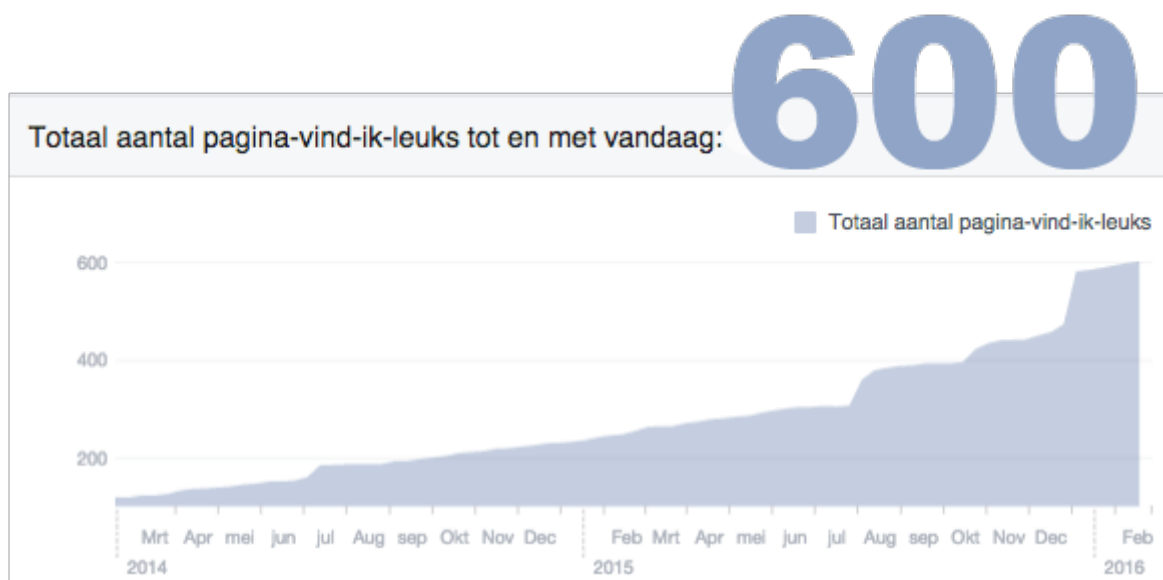 600
Totaal aantal pagina-vind-ik-leuks tot en met vandaag:
Totaal aantal pagina-vind-ik-leuks
600
400
200
Mrt Apr mei jun jul Aug sep Okt Nov Dec Feb Mrt Apr mei jun jul Aug sep Okt Nov Dec Feb
2014 2015 2016